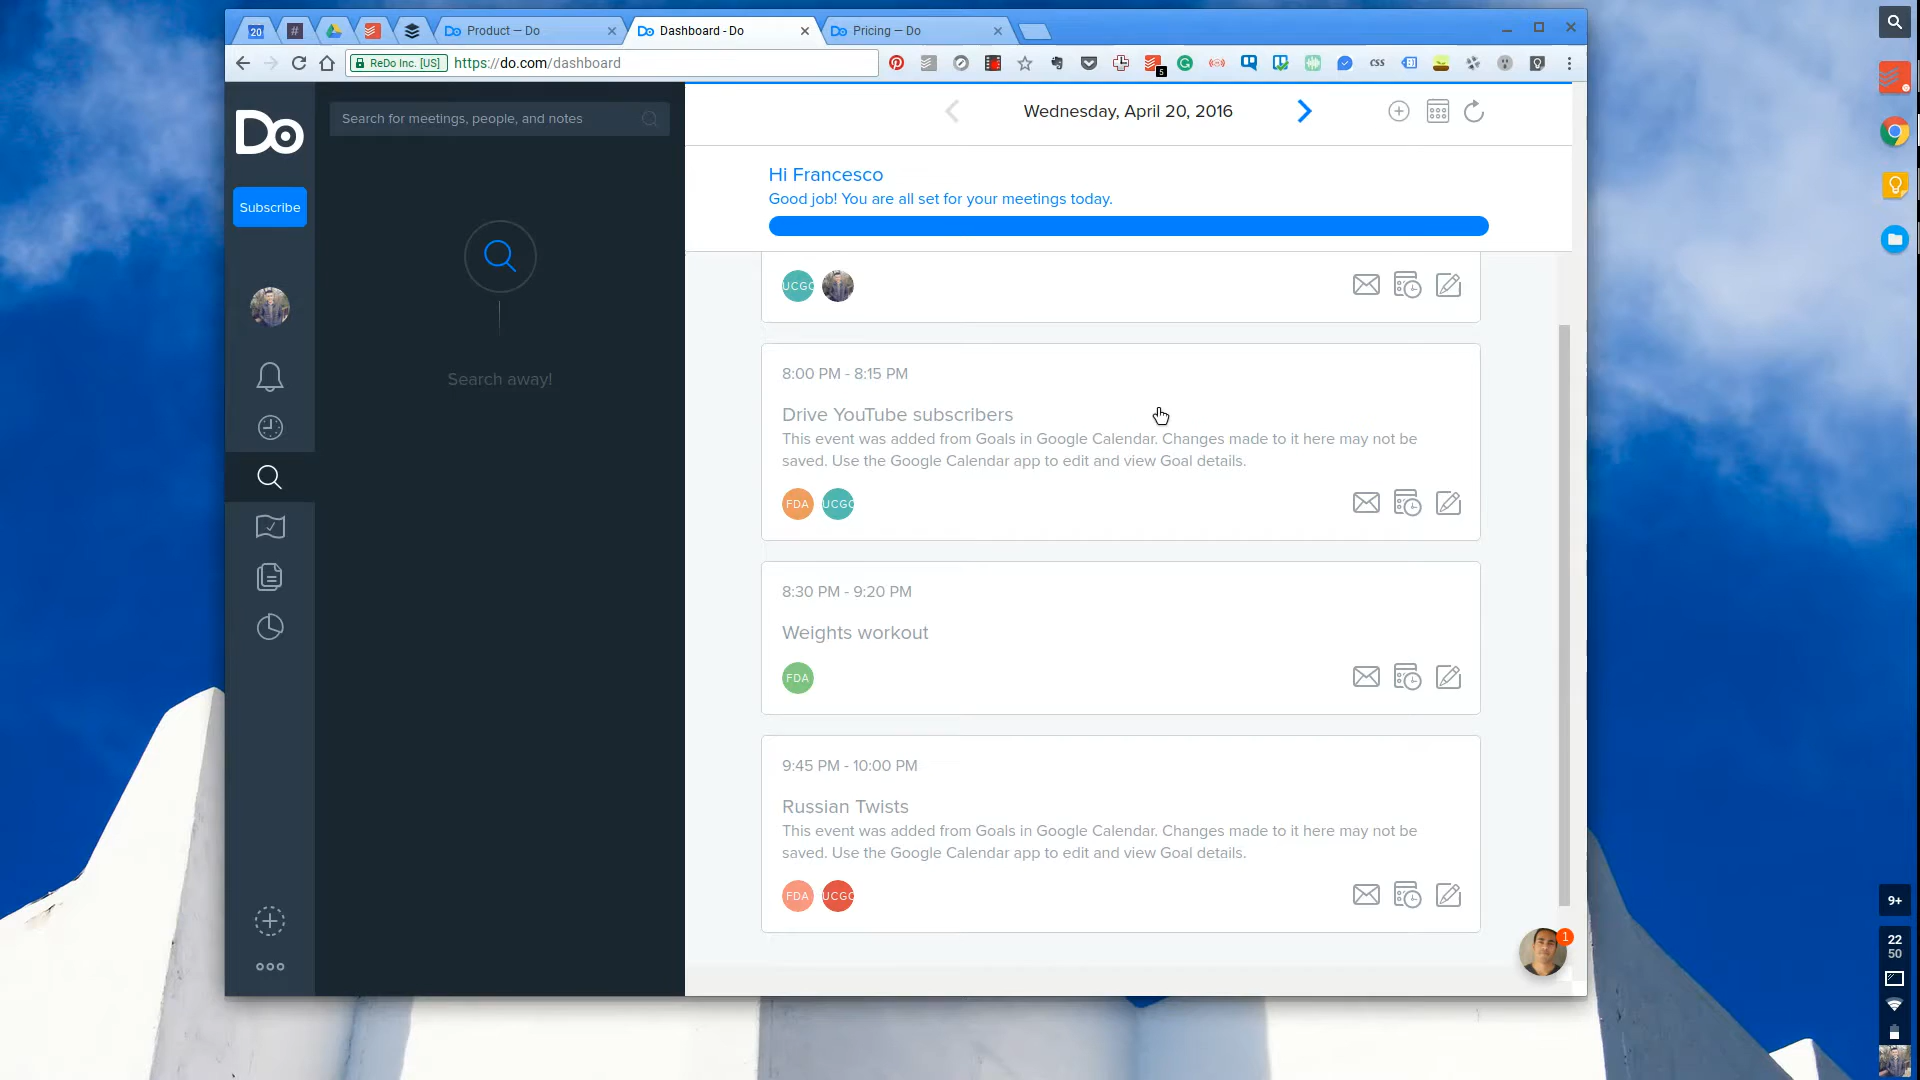 20
#
Product — Do
Dashboard - Do
Pricing — Do
ReDo Inc. [US]
https://do.com/dashboard
5
css
Do
Subscribe
Search for meetings, people, and notes
Search away!
Wednesday, April 20, 2016
Hi Francesco
Good job! You are all set for your meetings today.
UCGC
8:00 PM - 8:15 PM
Drive YouTube subscribers
This event was added from Goals in Google Calendar. Changes made to it here may not be
saved. Use the Google Calendar app to edit and view Goal details.
FDA
UCGC
8:30 PM - 9:20 PM
Weights workout
FDA
9:45 PM - 10:00 PM
Russian Twists
This event was added from Goals in Google Calendar. Changes made to it here may not be
saved. Use the Google Calendar app to edit and view Goal details.
FDA
UCGC
1
9+
22
50